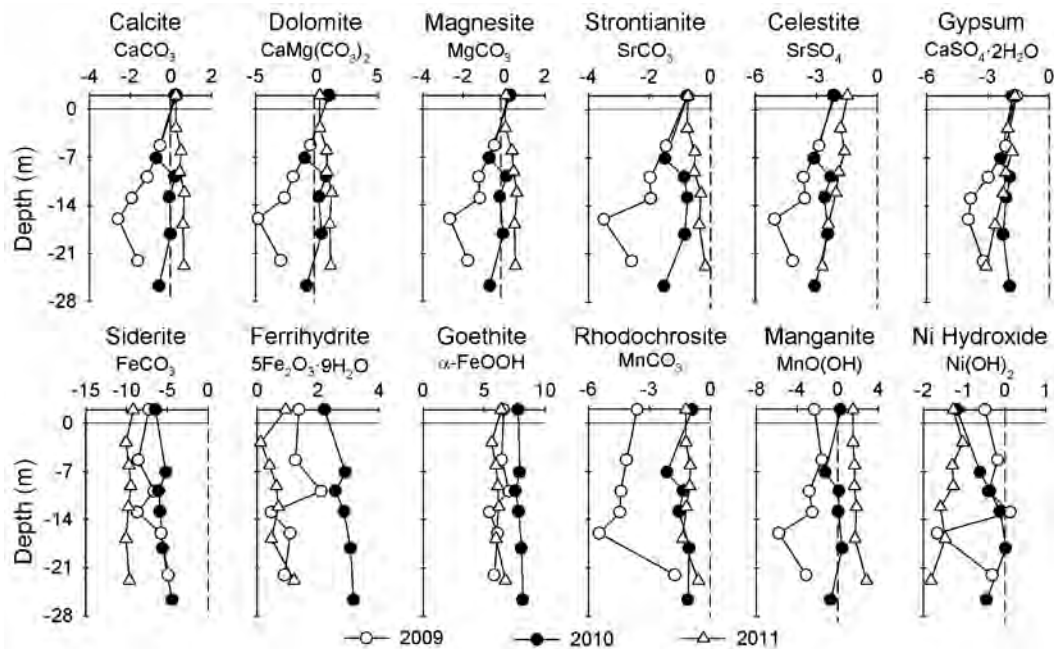 Calcite Dolomite Magnesite Strontianite Celestite Gypsum
CaCO3 CaMg(CO3)2 MgCO3 SrCO3 SrSO4 CaSO4·2H2O
-4 -2 0 2 -5 0 5 -4 -2 0 2 -4 -2 0 -6 -3 0 -6 -3 0
0
-7
-14
-21
-28
Depth (m)
Siderite Ferrihydrite Goethite Rhodochrosite Manganite Ni Hydroxide
FeCO3 5Fe2O3·9H2O α-FeOOH MnCO3 MnO(OH) Ni(OH)2
-15 -10 -5 0 0 1 2 3 4 0 5 10 -6 -3 0 -8 -4 0 4 -2 -1 0 1
0
-7
-14
-21
-28
Depth (m)
2009 2010 2011